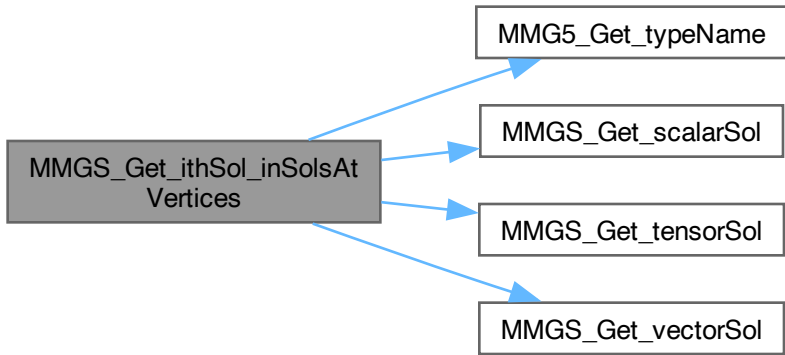 MMG5_Get_typeName
MMGS_Get_scalarSol
MMGS_Get_ithSol_inSolsAt
Vertices
MMGS_Get_tensorSol
MMGS_Get_vectorSol